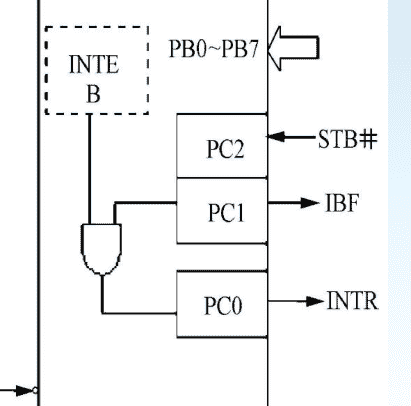 INTE
B
PB0~PB7
PC2
STB#
PC1
IBF
PC0
INTR